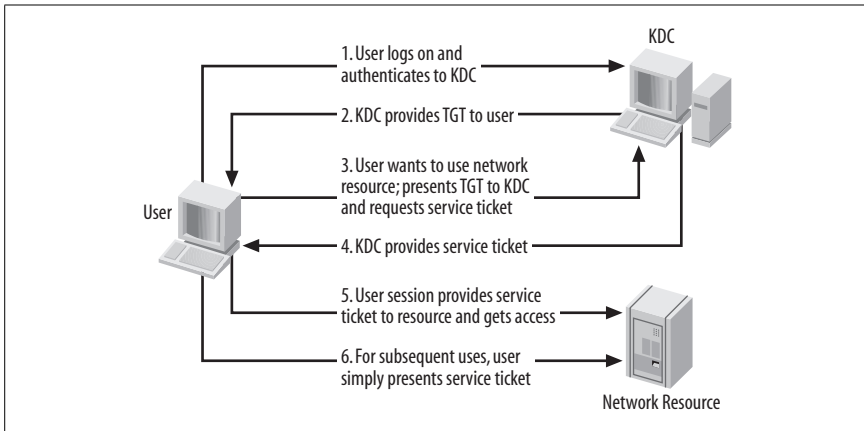 KDC
1. User logs on and
authenticates to KDC
2. KDC provides TGT to user
3. User wants to use network
resource; presents TGT to KDC
and requests service ticket
User
4. KDC provides service ticket
5. User session provides service
ticket to resource and gets access
6. For subsequent uses, user
simply presents service ticket
Network Resource